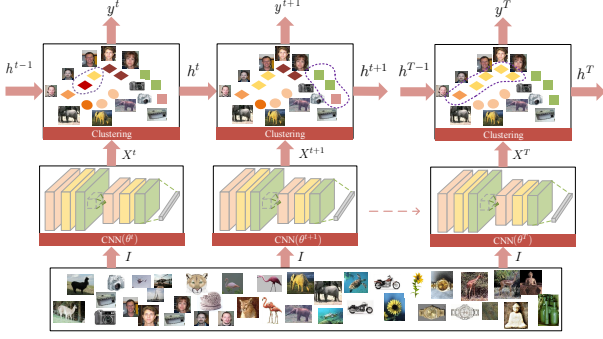 y^t
y^{t+1}
y^T
h^{t-1}
h^t
h^{t+1}
h^{T-1}
h^T
Clustering
Clustering
Clustering
X^t
X^{t+1}
X^T
CNN(θ^t)
CNN(θ^{t+1})
CNN(θ^T)
I
I
I